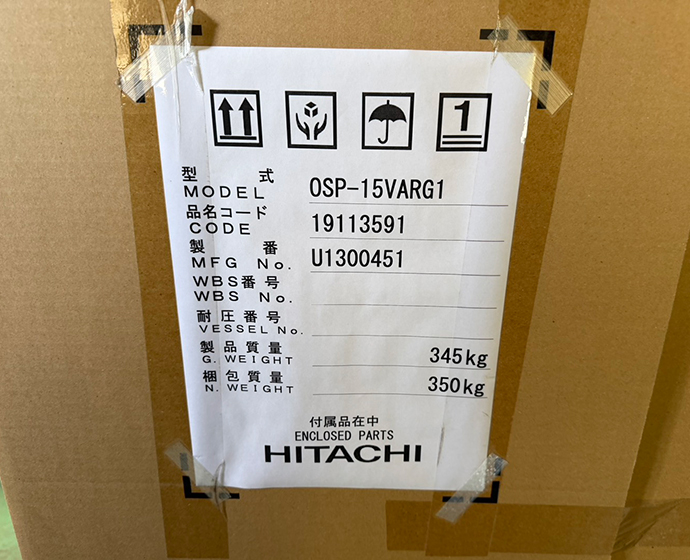 1
型式 OSP-15VARG1
MODEL
品名コード 19113591
CODE
製番 U1300451
MFG No.
WBS番号
WBS No.
耐圧番号
VESSEL No.
製品質量 345kg
G. WEIGHT
梱包質量 350kg
N. WEIGHT
付属品在中
ENCLOSED PARTS
HITACHI